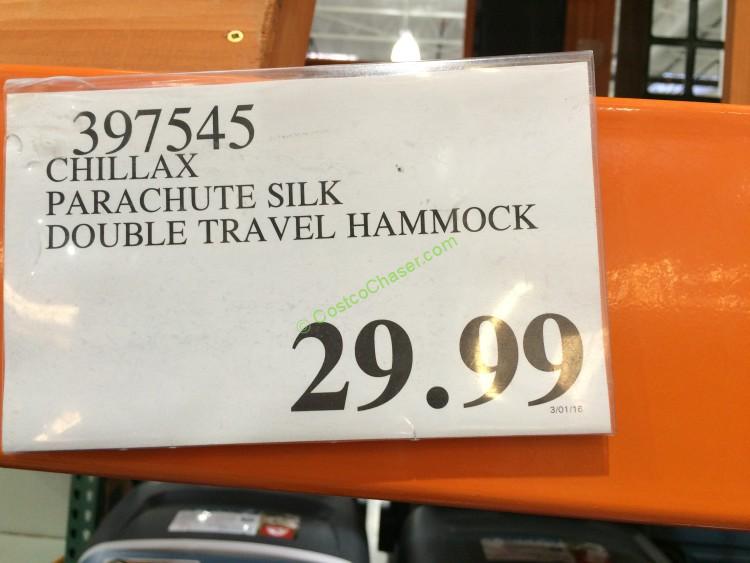 397545
CHILLAX
PARACHUTE SILK
DOUBLE TRAVEL HAMMOCK
© CostcoChaser.com
29.99
3/01/16